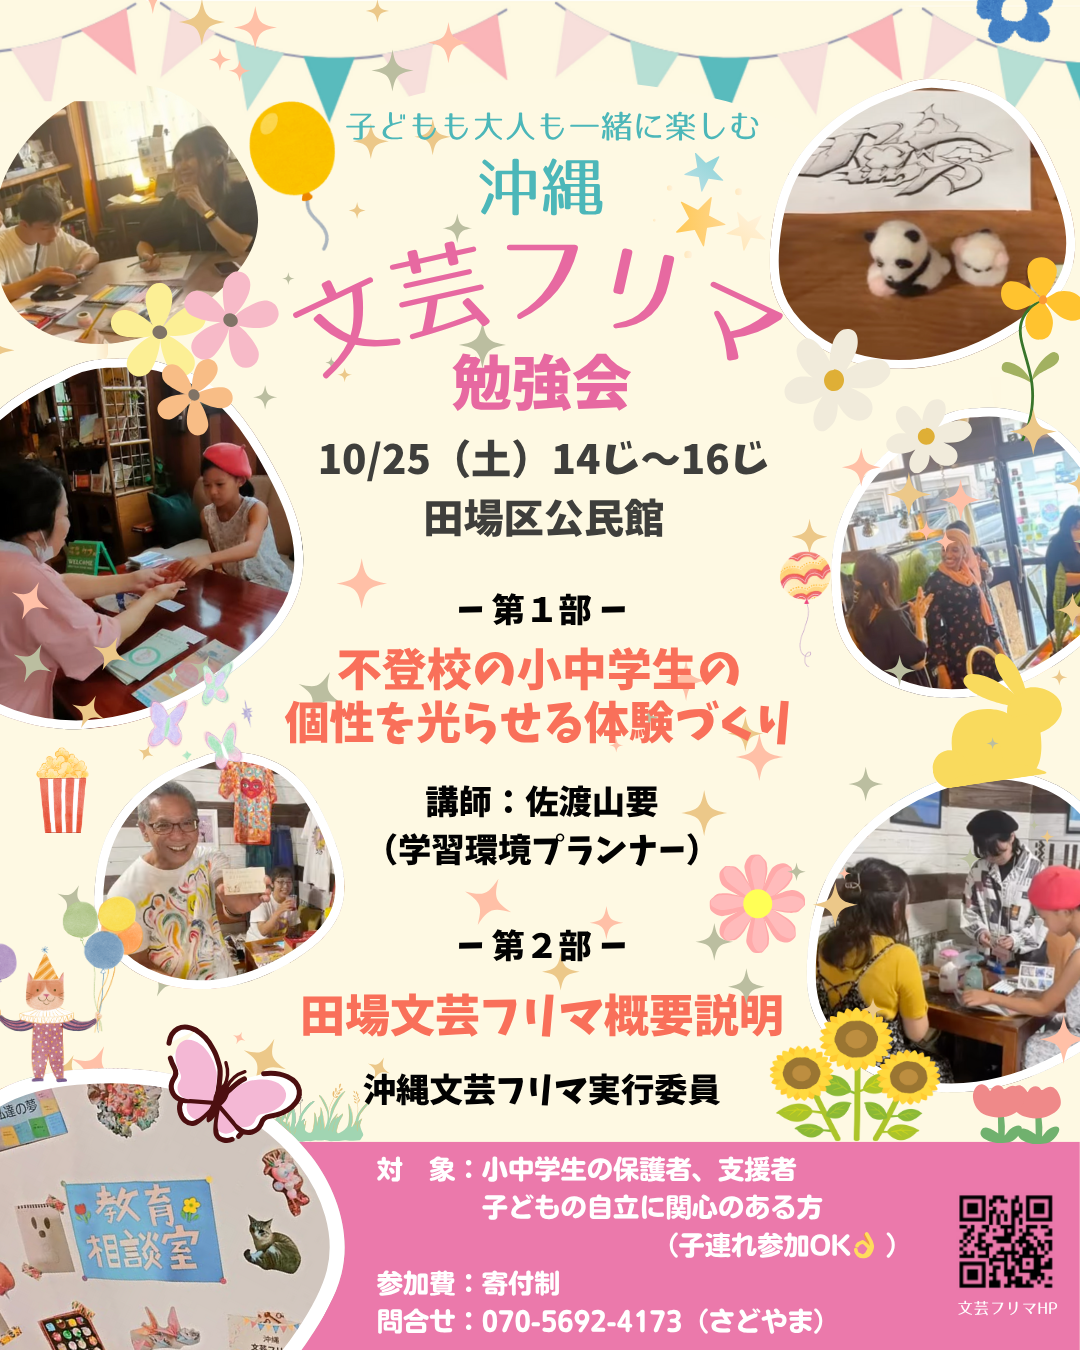 子どもも大人も一緒に楽しむ
沖縄
文芸フリマ
勉強会
10/25（土）14じ〜16じ
田場区公民館
ー 第１部 ー
不登校の小中学生の
個性を光らせる体験づくり
講師：佐渡山要
（学習環境プランナー）
ー 第２部 ー
田場文芸フリマ概要説明
沖縄文芸フリマ実行委員
対　象：小中学生の保護者、支援者
子どもの自立に関心のある方
（子連れ参加OK👌）
参加費：寄付制
問合せ：070-5692-4173（さどやま）
文芸フリマHP
WELCOME
達の夢
教育
相談室
沖縄